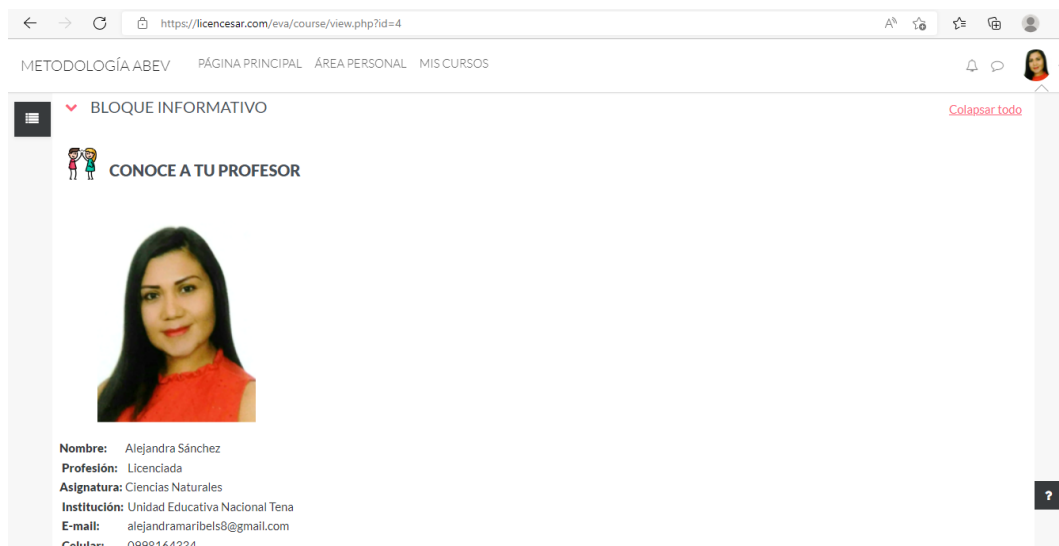 https://licencesar.com/eva/course/view.php?id=4
METODOLOGÍA ABEV PÁGINA PRINCIPAL ÁREA PERSONAL MIS CURSOS
BLOQUE INFORMATIVO Colapsar todo
CONOCE A TU PROFESOR
Nombre: Alejandra Sánchez
Profesión: Licenciada
Asignatura: Ciencias Naturales
Institución: Unidad Educativa Nacional Tena
?
E-mail: alejandramaribels8@gmail.com
Celular: 0998164334